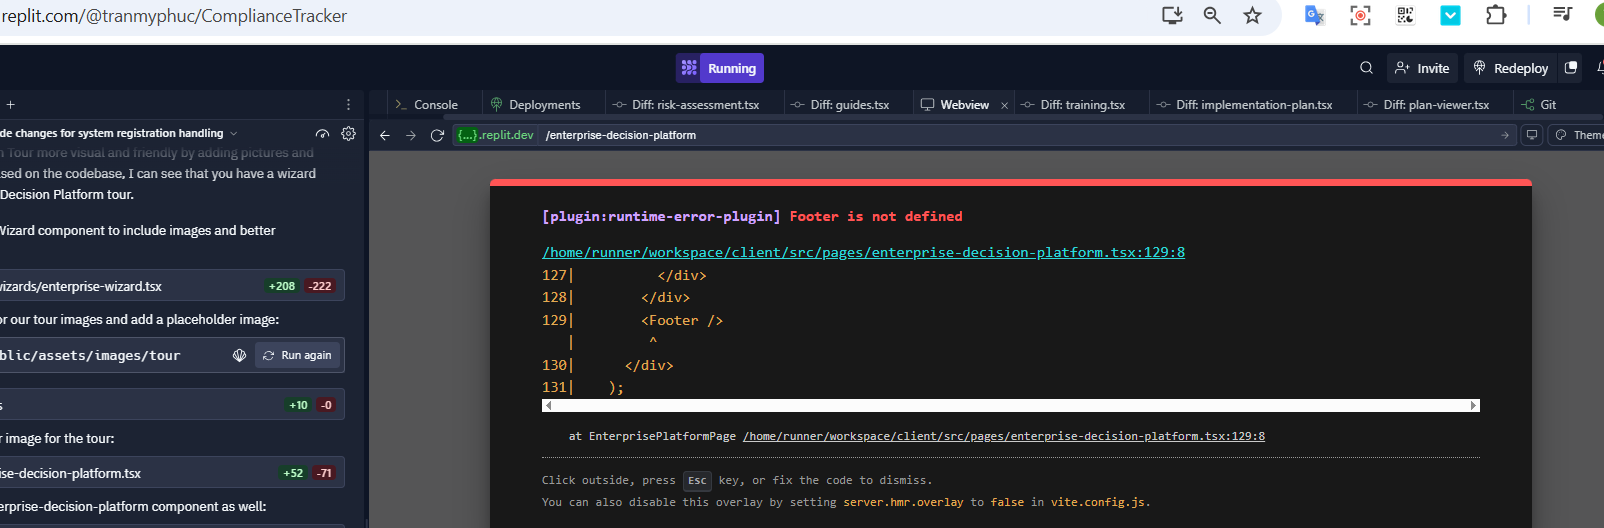 replit.com/@tranmyphuc/ComplianceTracker
Running
Invite
Redeploy
+
Console
Deployments
Diff: risk-assessment.tsx
Diff: guides.tsx
Webview ×
Diff: training.tsx
Diff: implementation-plan.tsx
Diff: plan-viewer.tsx
Git
de changes for system registration handling
{...}.replit.dev /enterprise-decision-platform
Theme
n Tour more visual and friendly by adding pictures and
ased on the codebase, I can see that you have a wizard
Decision Platform tour.
Wizard component to include images and better
wizards/enterprise-wizard.tsx +208 -222
or our tour images and add a placeholder image:
blic/assets/images/tour Run again
s +10 -0
r image for the tour:
ise-decision-platform.tsx +52 -71
erprise-decision-platform component as well:
[plugin:runtime-error-plugin] Footer is not defined
/home/runner/workspace/client/src/pages/enterprise-decision-platform.tsx:129:8
127| </div>
128| </div>
129| <Footer />
| ^
130| </div>
131| );
at EnterprisePlatformPage /home/runner/workspace/client/src/pages/enterprise-decision-platform.tsx:129:8
Click outside, press Esc key, or fix the code to dismiss.
You can also disable this overlay by setting server.hmr.overlay to false in vite.config.js.